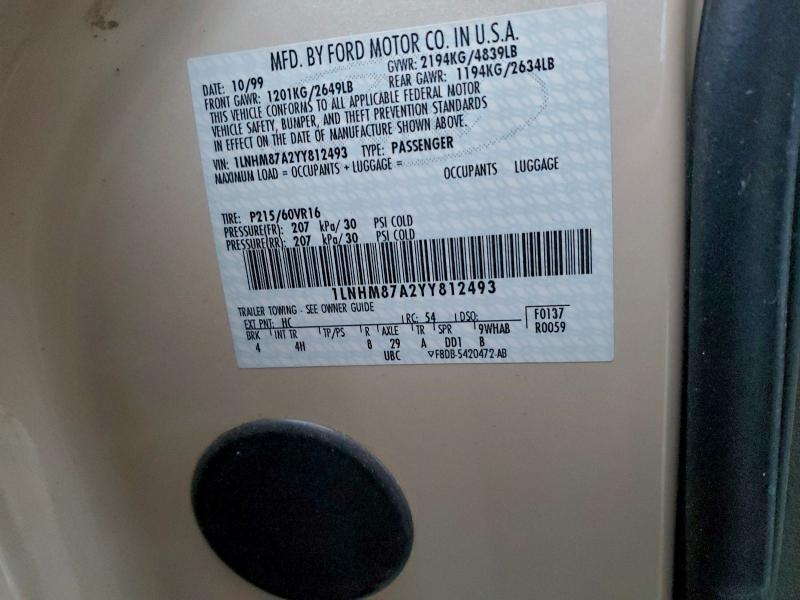 MFD. BY FORD MOTOR CO. IN U.S.A.
DATE: 10/99 GVWR: 2194KG/4839LB
FRONT GAWR: 1201KG/2649LB REAR GAWR: 1194KG/2634LB
THIS VEHICLE CONFORMS TO ALL APPLICABLE FEDERAL MOTOR
VEHICLE SAFETY, BUMPER, AND THEFT PREVENTION STANDARDS
IN EFFECT ON THE DATE OF MANUFACTURE SHOWN ABOVE.
VIN: 1LNHM87A2YY812493 TYPE: PASSENGER
MAXIMUM LOAD = OCCUPANTS + LUGGAGE = OCCUPANTS LUGGAGE
TIRE: P215/60VR16
PRESSURE(FR): 207 kPa/ 30 PSI COLD
PRESSURE(RR): 207 kPa/ 30 PSI COLD
1LNHM87A2YY812493
TRAILER TOWING - SEE OWNER GUIDE
EXT PNT: HC RC: 54 DSO: F0137
BRK INT TR TP/PS R AXLE TR SPR 9WHAB R0059
4 4H 8 29 A DD1 B
UBC ▽F8DB-5420472-AB